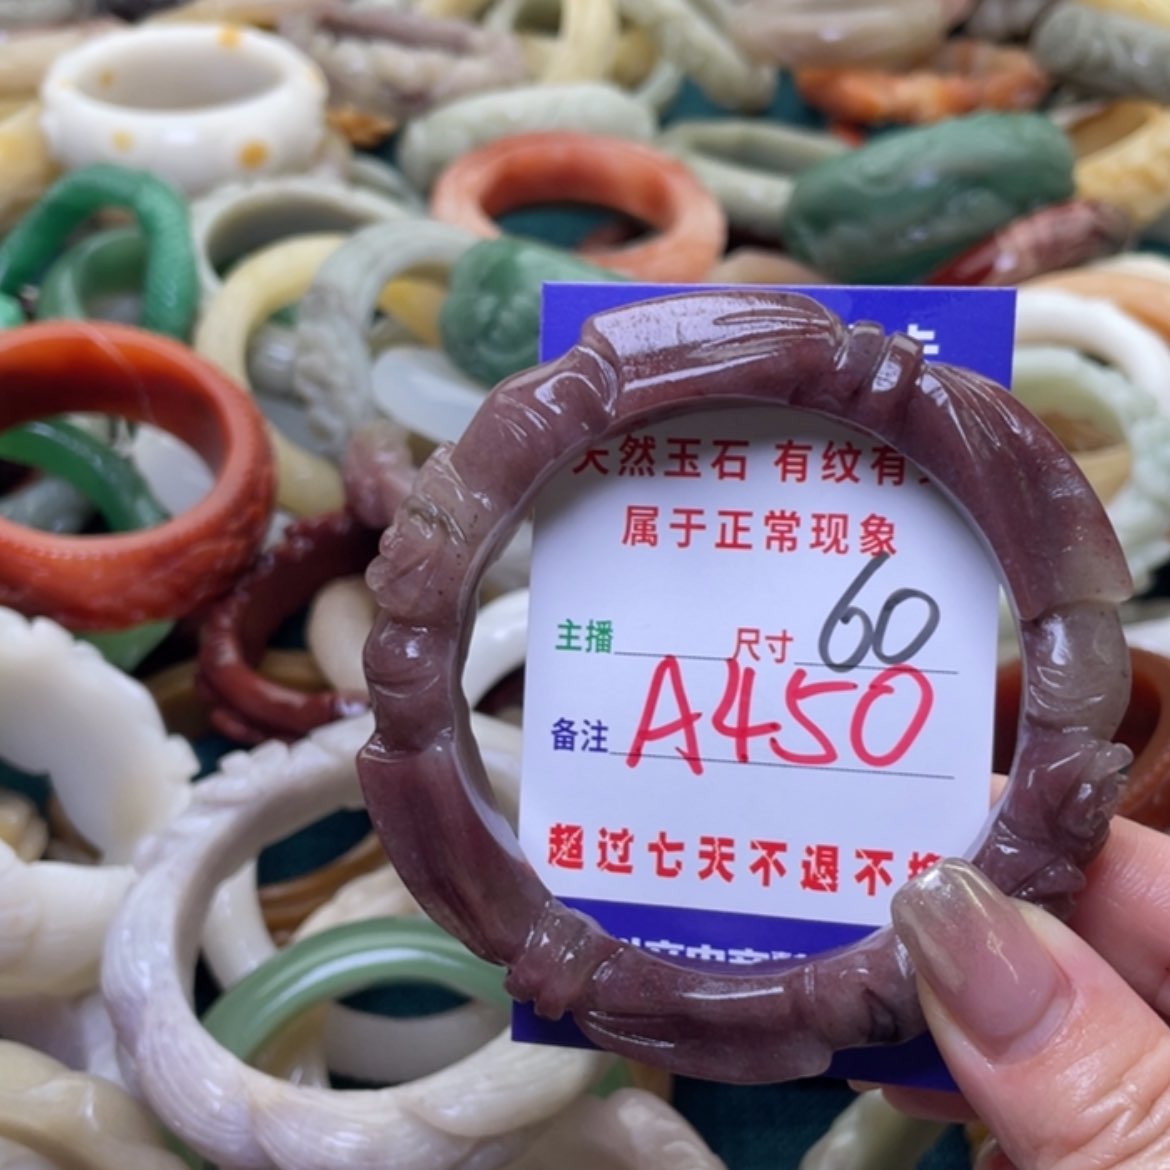 天然玉石 有纹有
属于正常现象
主播 尺寸 60
备注 A450
超过七天不退不换